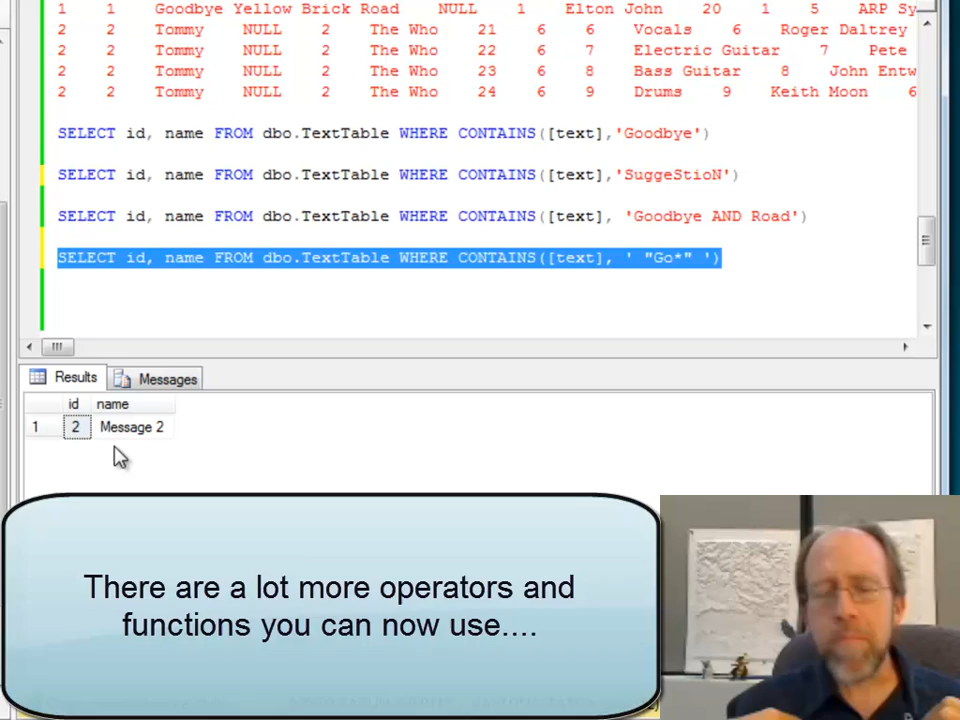 1 1 Goodbye Yellow Brick Road NULL 1 Elton John 20 1 5 ARP Sy
2 2 Tommy NULL 2 The Who 21 6 6 Vocals 6 Roger Daltrey
2 2 Tommy NULL 2 The Who 22 6 7 Electric Guitar 7 Pete
2 2 Tommy NULL 2 The Who 23 6 8 Bass Guitar 8 John Entw
2 2 Tommy NULL 2 The Who 24 6 9 Drums 9 Keith Moon 6
SELECT id, name FROM dbo.TextTable WHERE CONTAINS([text],'Goodbye')
SELECT id, name FROM dbo.TextTable WHERE CONTAINS([text],'SuggeStioN')
SELECT id, name FROM dbo.TextTable WHERE CONTAINS([text], 'Goodbye AND Road')
SELECT id, name FROM dbo.TextTable WHERE CONTAINS([text], ' "Go*" ')
Results Messages
id name
1 2 Message 2
There are a lot more operators and
functions you can now use....